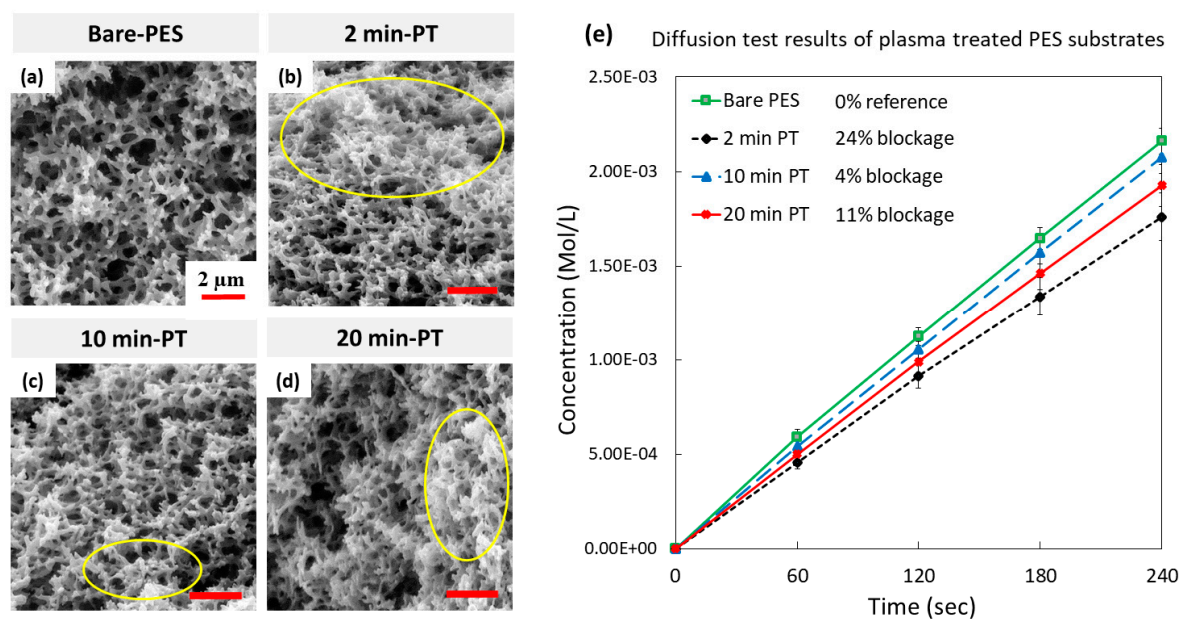 Bare-PES
2 min-PT
(a)
(b)
2 µm
10 min-PT
20 min-PT
(c)
(d)
(e) Diffusion test results of plasma treated PES substrates
Concentration (Mol/L)
2.50E-03
2.00E-03
1.50E-03
1.00E-03
5.00E-04
0.00E+00
Bare PES 0% reference
2 min PT 24% blockage
10 min PT 4% blockage
20 min PT 11% blockage
0 60 120 180 240
Time (sec)